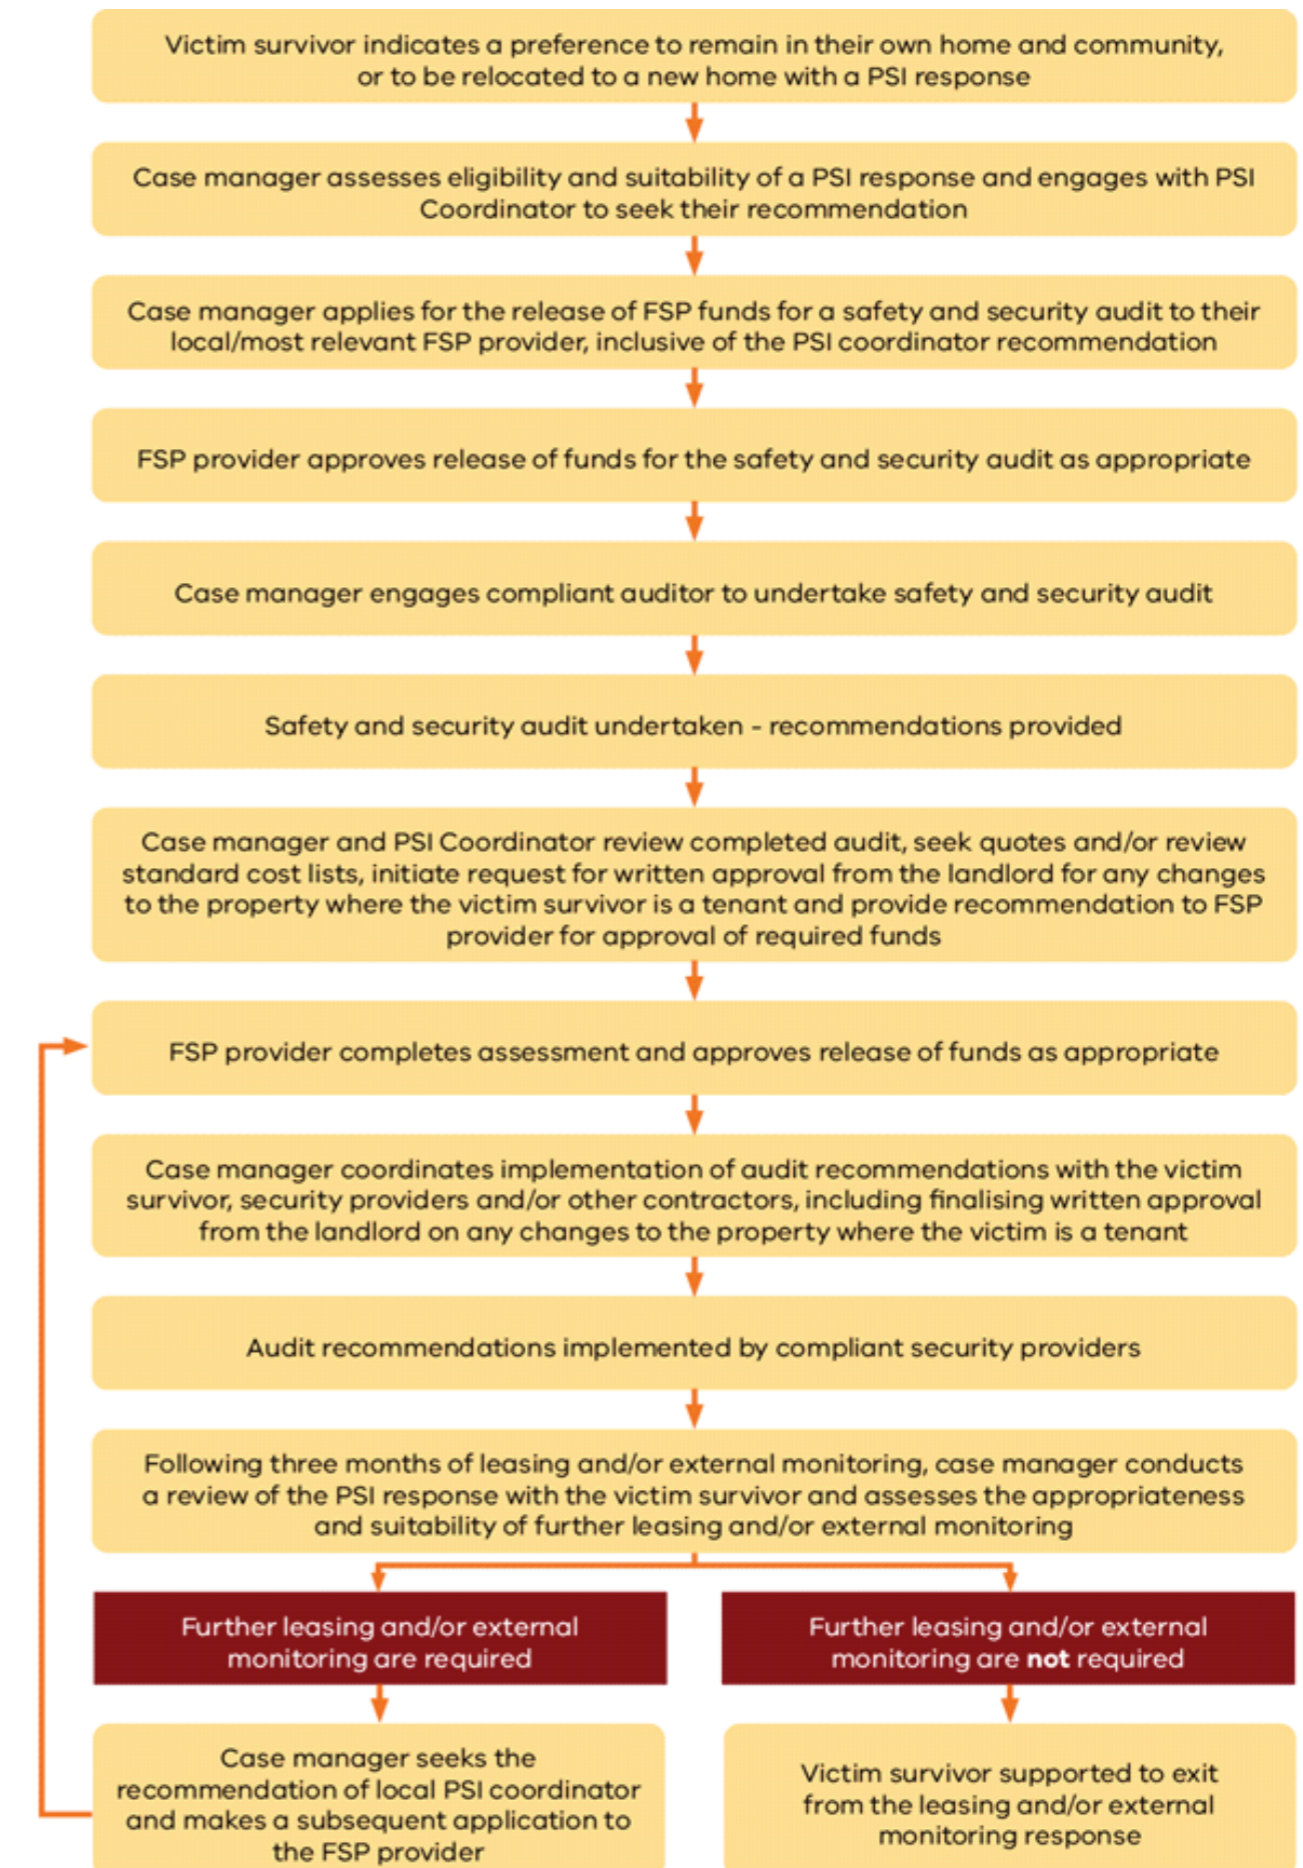 Victim survivor indicates a preference to remain in their own home and community,
or to be relocated to a new home with a PSI response
Case manager assesses eligibility and suitability of a PSI response and engages with PSI
Coordinator to seek their recommendation
Case manager applies for the release of FSP funds for a safety and security audit to their
local/most relevant FSP provider, inclusive of the PSI coordinator recommendation
FSP provider approves release of funds for the safety and security audit as appropriate
Case manager engages compliant auditor to undertake safety and security audit
Safety and security audit undertaken - recommendations provided
Case manager and PSI Coordinator review completed audit, seek quotes and/or review
standard cost lists, initiate request for written approval from the landlord for any changes
to the property where the victim survivor is a tenant and provide recommendation to FSP
provider for approval of required funds
FSP provider completes assessment and approves release of funds as appropriate
Case manager coordinates implementation of audit recommendations with the victim
survivor, security providers and/or other contractors, including finalising written approval
from the landlord on any changes to the property where the victim is a tenant
Audit recommendations implemented by compliant security providers
Following three months of leasing and/or external monitoring, case manager conducts
a review of the PSI response with the victim survivor and assesses the appropriateness
and suitability of further leasing and/or external monitoring
Further leasing and/or external
monitoring are required
Further leasing and/or external
monitoring are not required
Case manager seeks the
recommendation of local PSI coordinator
and makes a subsequent application to
the FSP provider
Victim survivor supported to exit
from the leasing and/or external
monitoring response